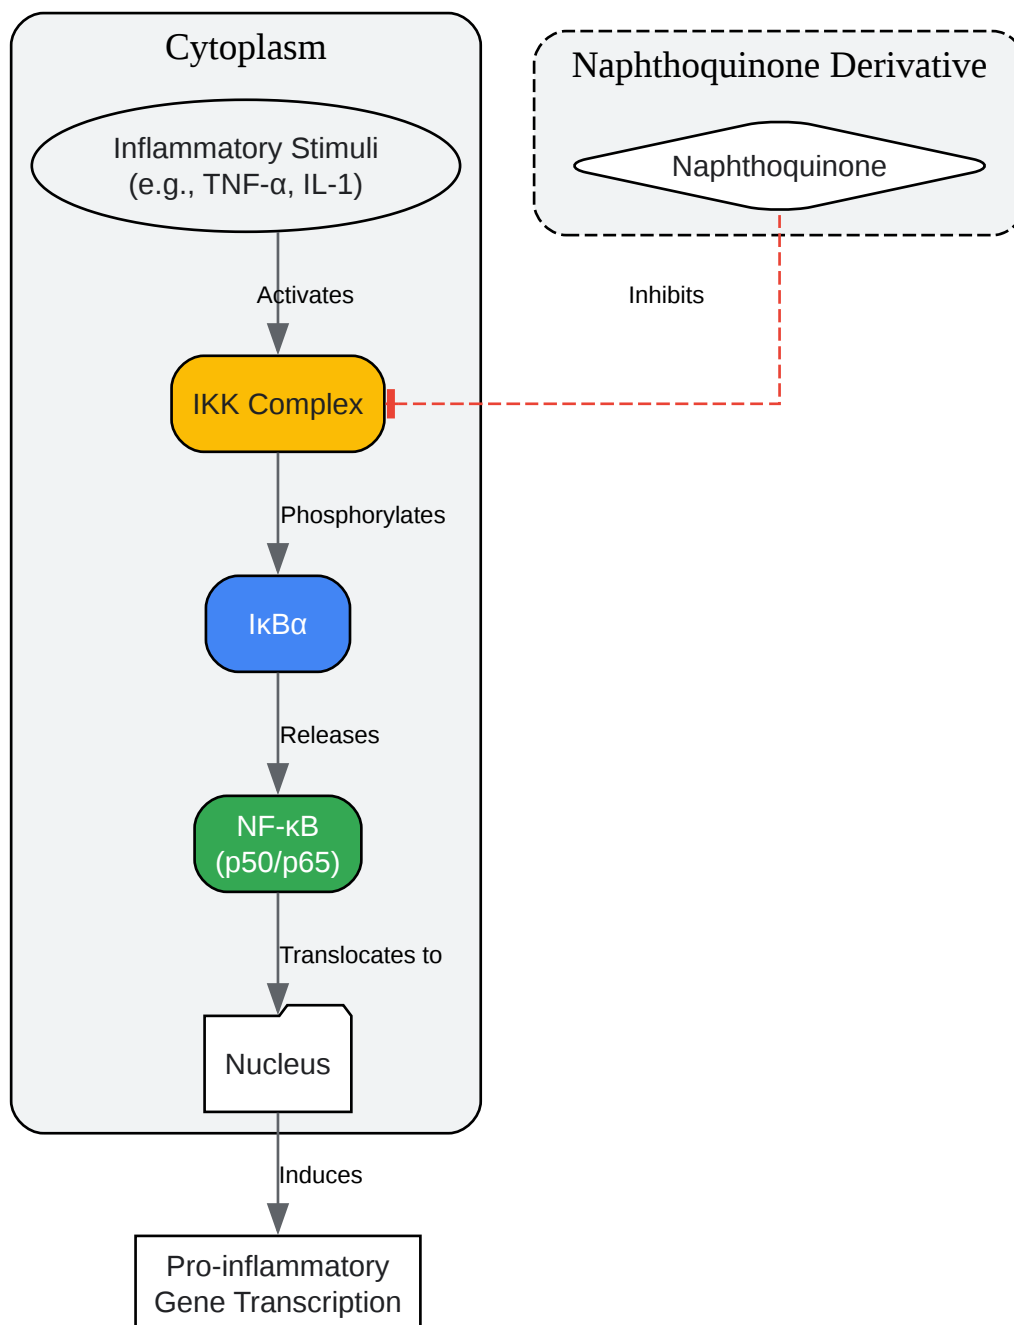 Cytoplasm
Naphthoquinone Derivative
Inflammatory Stimuli
(e.g., TNF-α, IL-1)
Naphthoquinone
Activates
Inhibits
IKK Complex
Phosphorylates
IκBα
Releases
NF-κB
(p50/p65)
Translocates to
Nucleus
Induces
Pro-inflammatory
Gene Transcription